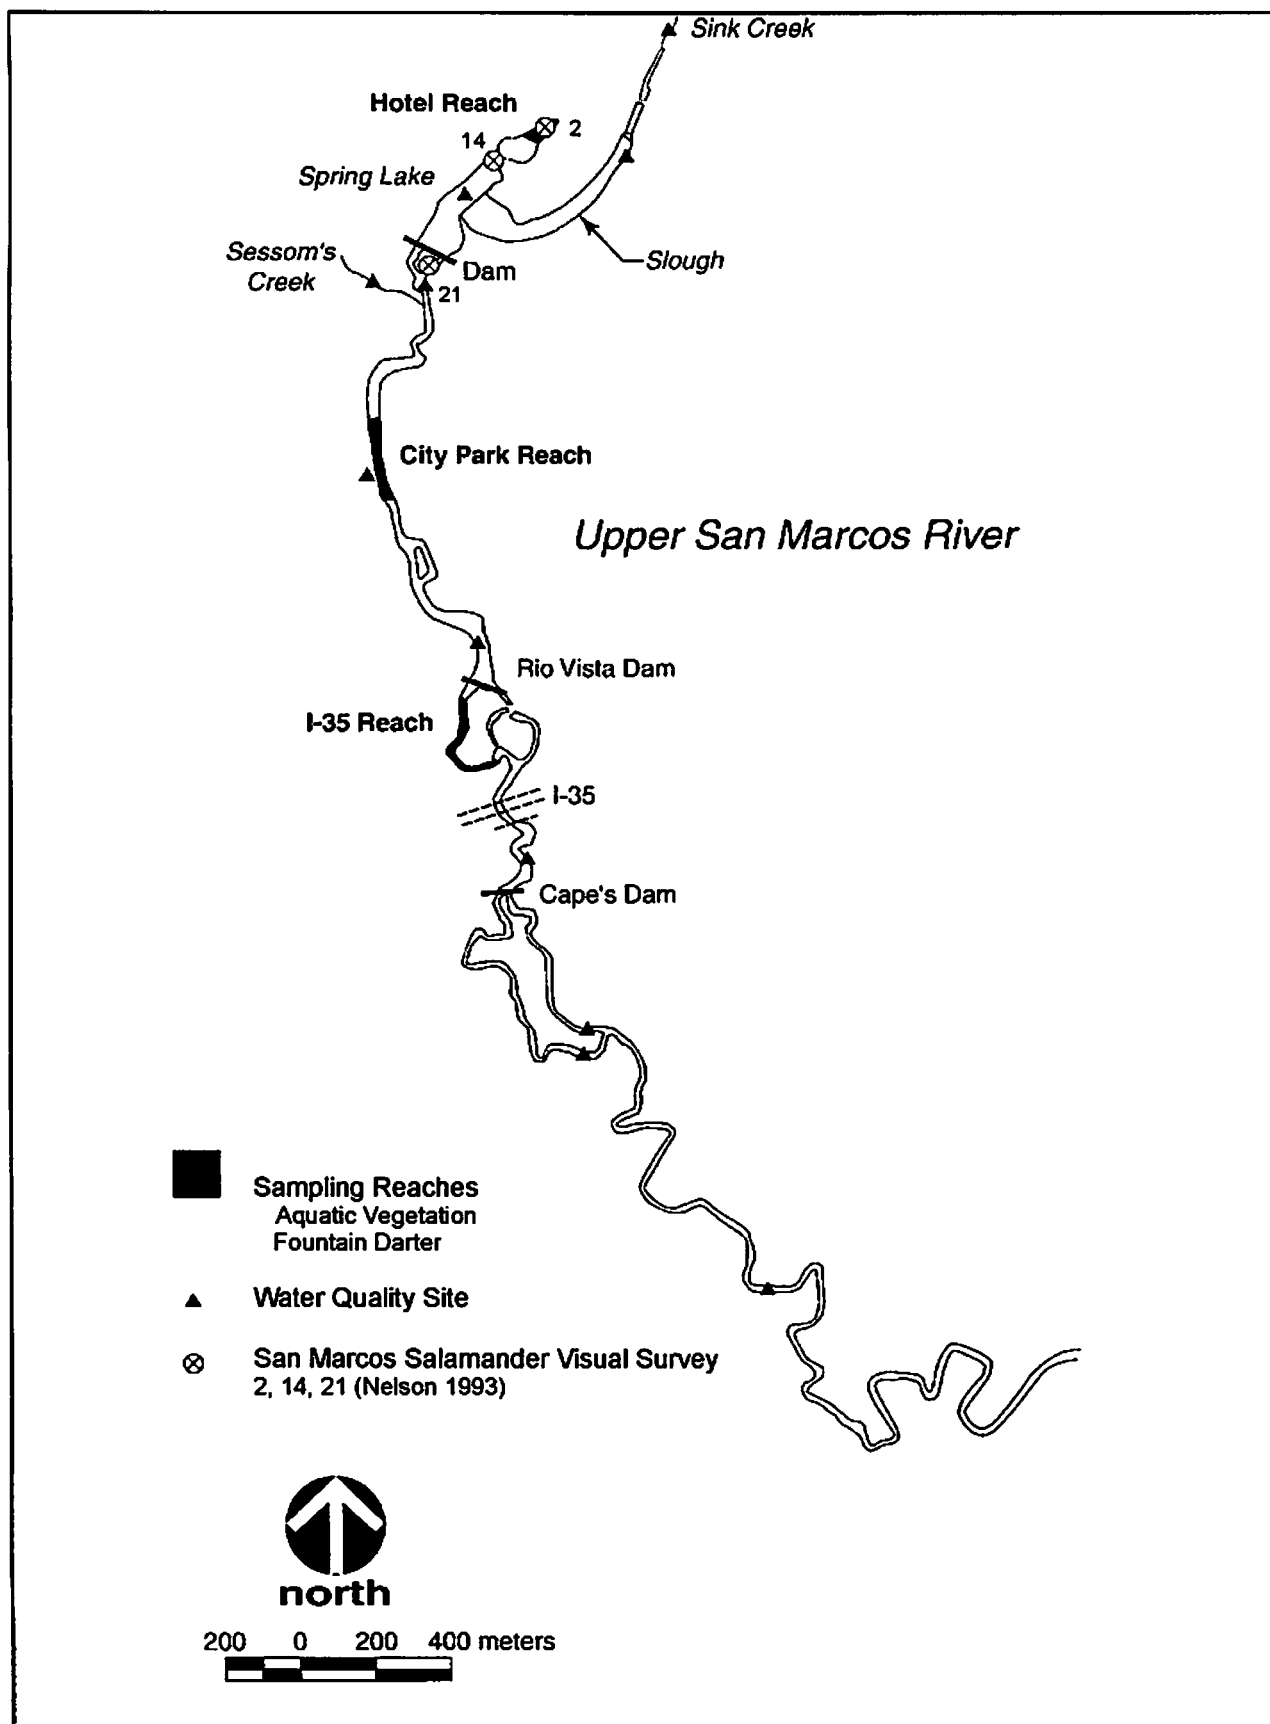 Sink Creek
Hotel Reach
2
14
Spring Lake
Sessom's
Creek
Slough
Dam
21
City Park Reach
Upper San Marcos River
Rio Vista Dam
I-35 Reach
I-35
Cape's Dam
Sampling Reaches
Aquatic Vegetation
Fountain Darter
Water Quality Site
San Marcos Salamander Visual Survey
2, 14, 21 (Nelson 1993)
north
200 0 200 400 meters